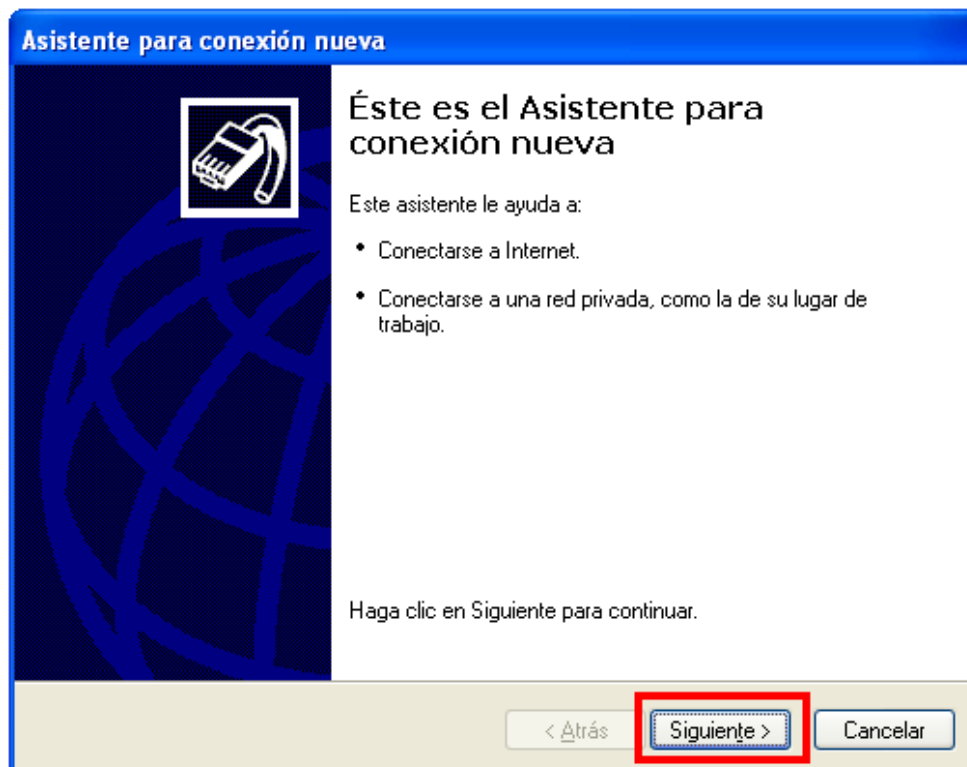 Asistente para conexión nueva
Éste es el Asistente para
conexión nueva
Este asistente le ayuda a:
• Conectarse a Internet.
• Conectarse a una red privada, como la de su lugar de
trabajo.
Haga clic en Siguiente para continuar.
< Atrás Siguiente > Cancelar